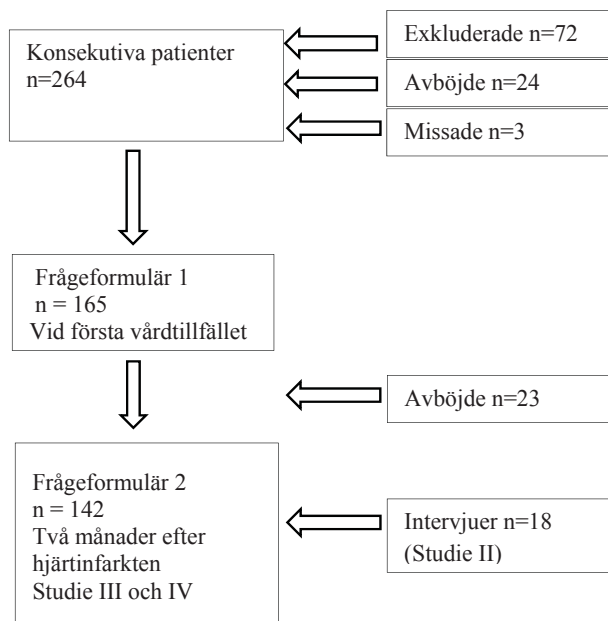 Konsekutiva patienter
n=264
Exkluderade n=72
Avböjde n=24
Missade n=3
Frågeformulär 1
n = 165
Vid första vårdtillfället
Avböjde n=23
Frågeformulär 2
n = 142
Två månader efter
hjärtinfarkten
Studie III och IV
Intervjuer n=18
(Studie II)